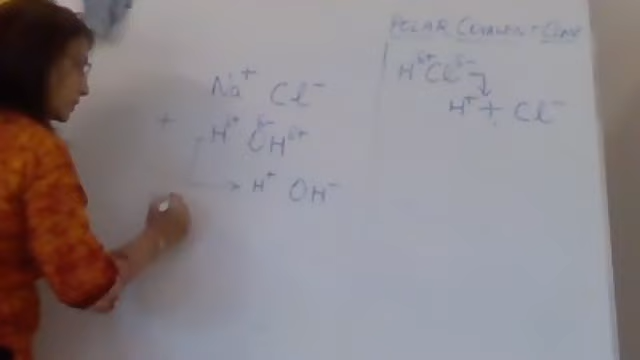 Na⁺ Cl⁻
+ H^δ+ O^δ- H^δ+
→ H⁺ OH⁻
POLAR COVALENT
H^δ+ Cl^δ-
H⁺ + Cl⁻